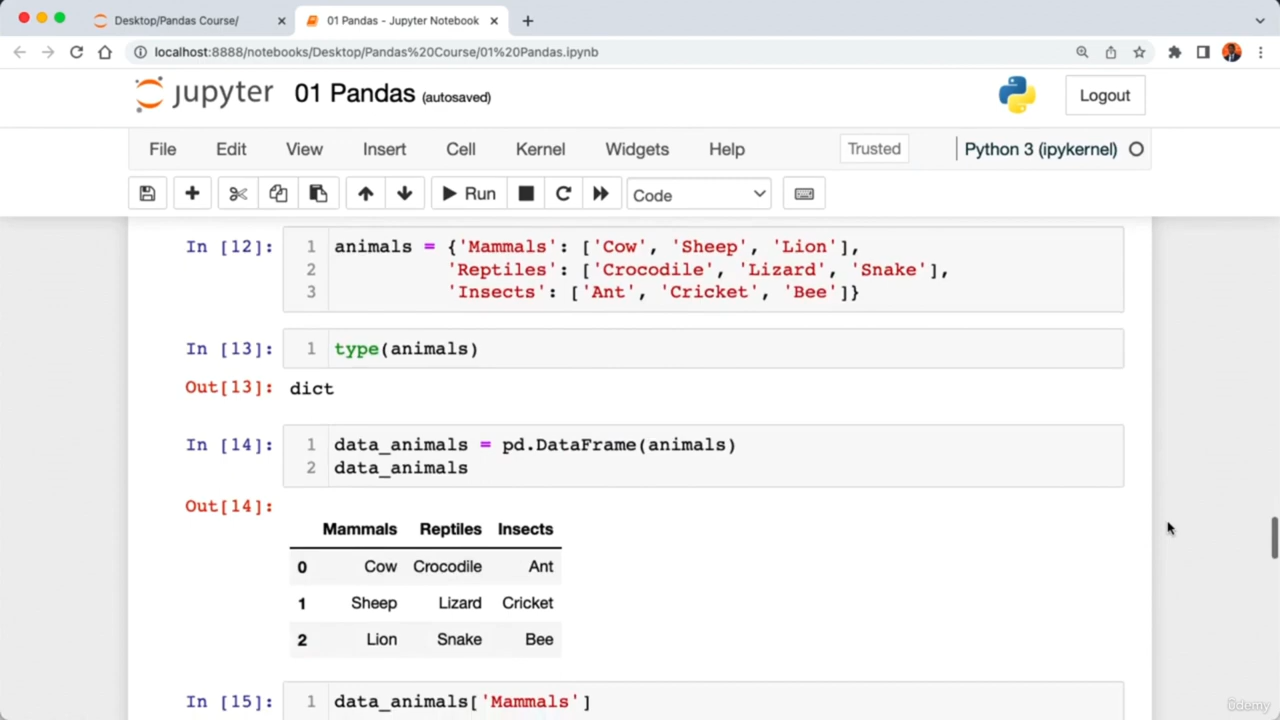 Desktop/Pandas Course/
01 Pandas - Jupyter Notebook
localhost:8888/notebooks/Desktop/Pandas%20Course/01%20Pandas.ipynb
jupyter 01 Pandas (autosaved)
Logout
File Edit View Insert Cell Kernel Widgets Help Trusted Python 3 (ipykernel)
Run Code
In [12]: 1 animals = {'Mammals': ['Cow', 'Sheep', 'Lion'],
2 'Reptiles': ['Crocodile', 'Lizard', 'Snake'],
3 'Insects': ['Ant', 'Cricket', 'Bee']}
In [13]: 1 type(animals)
Out[13]: dict
In [14]: 1 data_animals = pd.DataFrame(animals)
2 data_animals
Out[14]:
Mammals Reptiles Insects
0 Cow Crocodile Ant
1 Sheep Lizard Cricket
2 Lion Snake Bee
In [15]: 1 data_animals['Mammals']
ûdemy